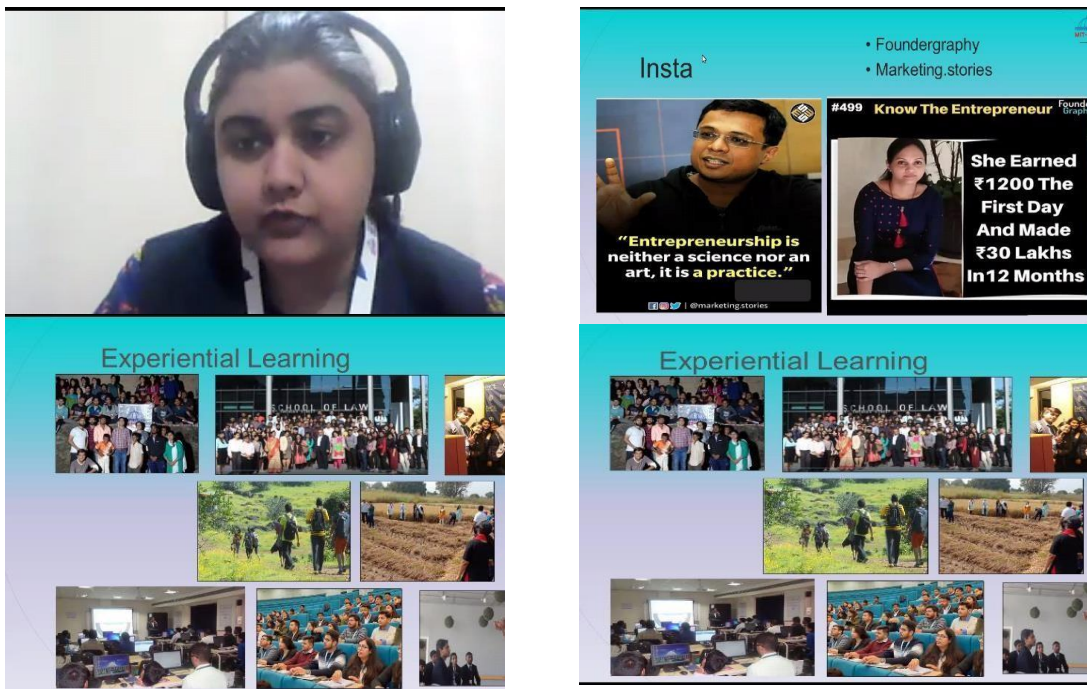 Insta
• Foundergraphy
• Marketing.stories
“Entrepreneurship is
neither a science nor an
art, it is a practice.”
| @marketing.stories
#499 Know The Entrepreneur
She Earned
₹1200 The
First Day
And Made
₹30 Lakhs
In12 Months
Experiential Learning
SCHOOL OF LAW
Experiential Learning
SCHOOL OF LAW